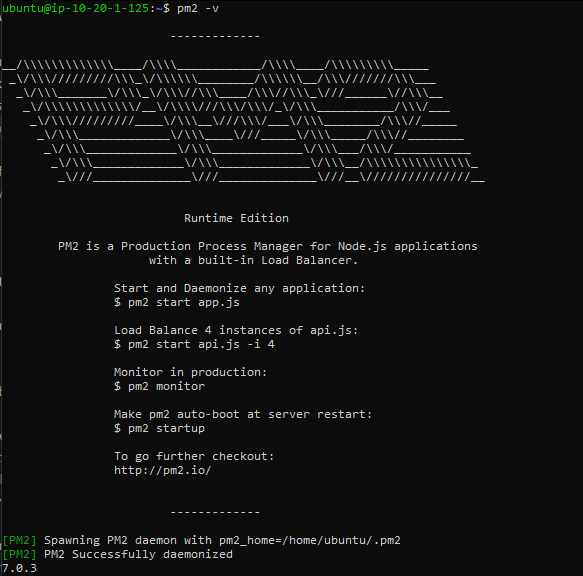 ubuntu@ip-10-20-1-125:~$ pm2 -v
-------------
__/\\\\\\\\\\\\\____/\\\\____________/\\\\____/\\\\\\\\\_____
_\/\\\/////////\\\_\/\\\\\\________/\\\\\\__/\\\///////\\\___
_\/\\\_______\/\\\_\/\\\//\\\____/\\\//\\\_\///______\//\\\__
_\/\\\\\\\\\\\\\/__\/\\\\///\\\/\\\/_\/\\\___________/\\\/___
_\/\\\/////////____\/\\\__\///\\\/___\/\\\________/\\\//_____
_\/\\\_____________\/\\\____\///_____\/\\\_____/\\\//________
_\/\\\_____________\/\\\_____________\/\\\___/\\\/___________
_\/\\\_____________\/\\\_____________\/\\\__/\\\\\\\\\\\\\\\_
_\///______________\///______________\///__\///////////////__
Runtime Edition
PM2 is a Production Process Manager for Node.js applications
with a built-in Load Balancer.
Start and Daemonize any application:
$ pm2 start app.js
Load Balance 4 instances of api.js:
$ pm2 start api.js -i 4
Monitor in production:
$ pm2 monitor
Make pm2 auto-boot at server restart:
$ pm2 startup
To go further checkout:
http://pm2.io/
-------------
[PM2] Spawning PM2 daemon with pm2_home=/home/ubuntu/.pm2
[PM2] PM2 Successfully daemonized
7.0.3